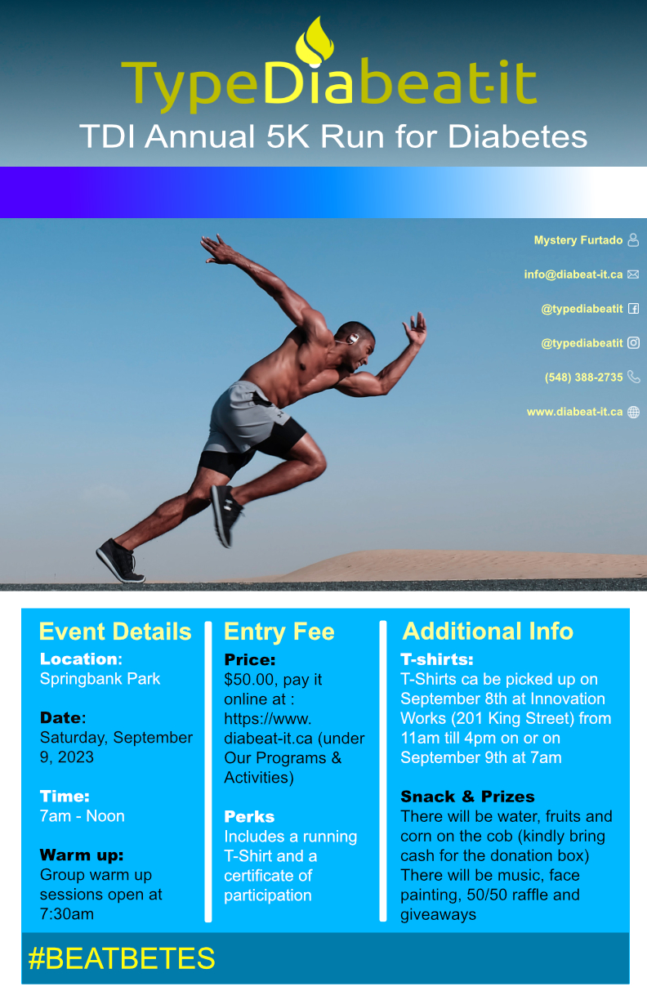 TypeDiabeat-it
TDI Annual 5K Run for Diabetes
Mystery Furtado
info@diabeat-it.ca
@typediabeatit
@typediabeatit
(548) 388-2735
www.diabeat-it.ca
Event Details
Location:
Springbank Park
Date:
Saturday, September
9, 2023
Time:
7am - Noon
Warm up:
Group warm up
sessions open at
7:30am
Entry Fee
Price:
$50.00, pay it
online at :
https://www.
diabeat-it.ca (under
Our Programs &
Activities)
Perks
Includes a running
T-Shirt and a
certificate of
participation
Additional Info
T-shirts:
T-Shirts ca be picked up on
September 8th at Innovation
Works (201 King Street) from
11am till 4pm on or on
September 9th at 7am
Snack & Prizes
There will be water, fruits and
corn on the cob (kindly bring
cash for the donation box)
There will be music, face
painting, 50/50 raffle and
giveaways
#BEATBETES